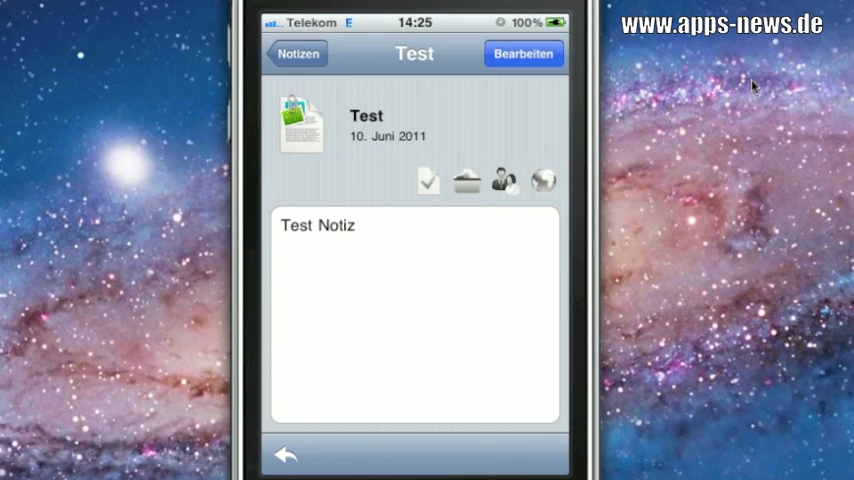 www.apps-news.de
Telekom E 14:25 100%
Notizen Test Bearbeiten
Test
10. Juni 2011
Test Notiz